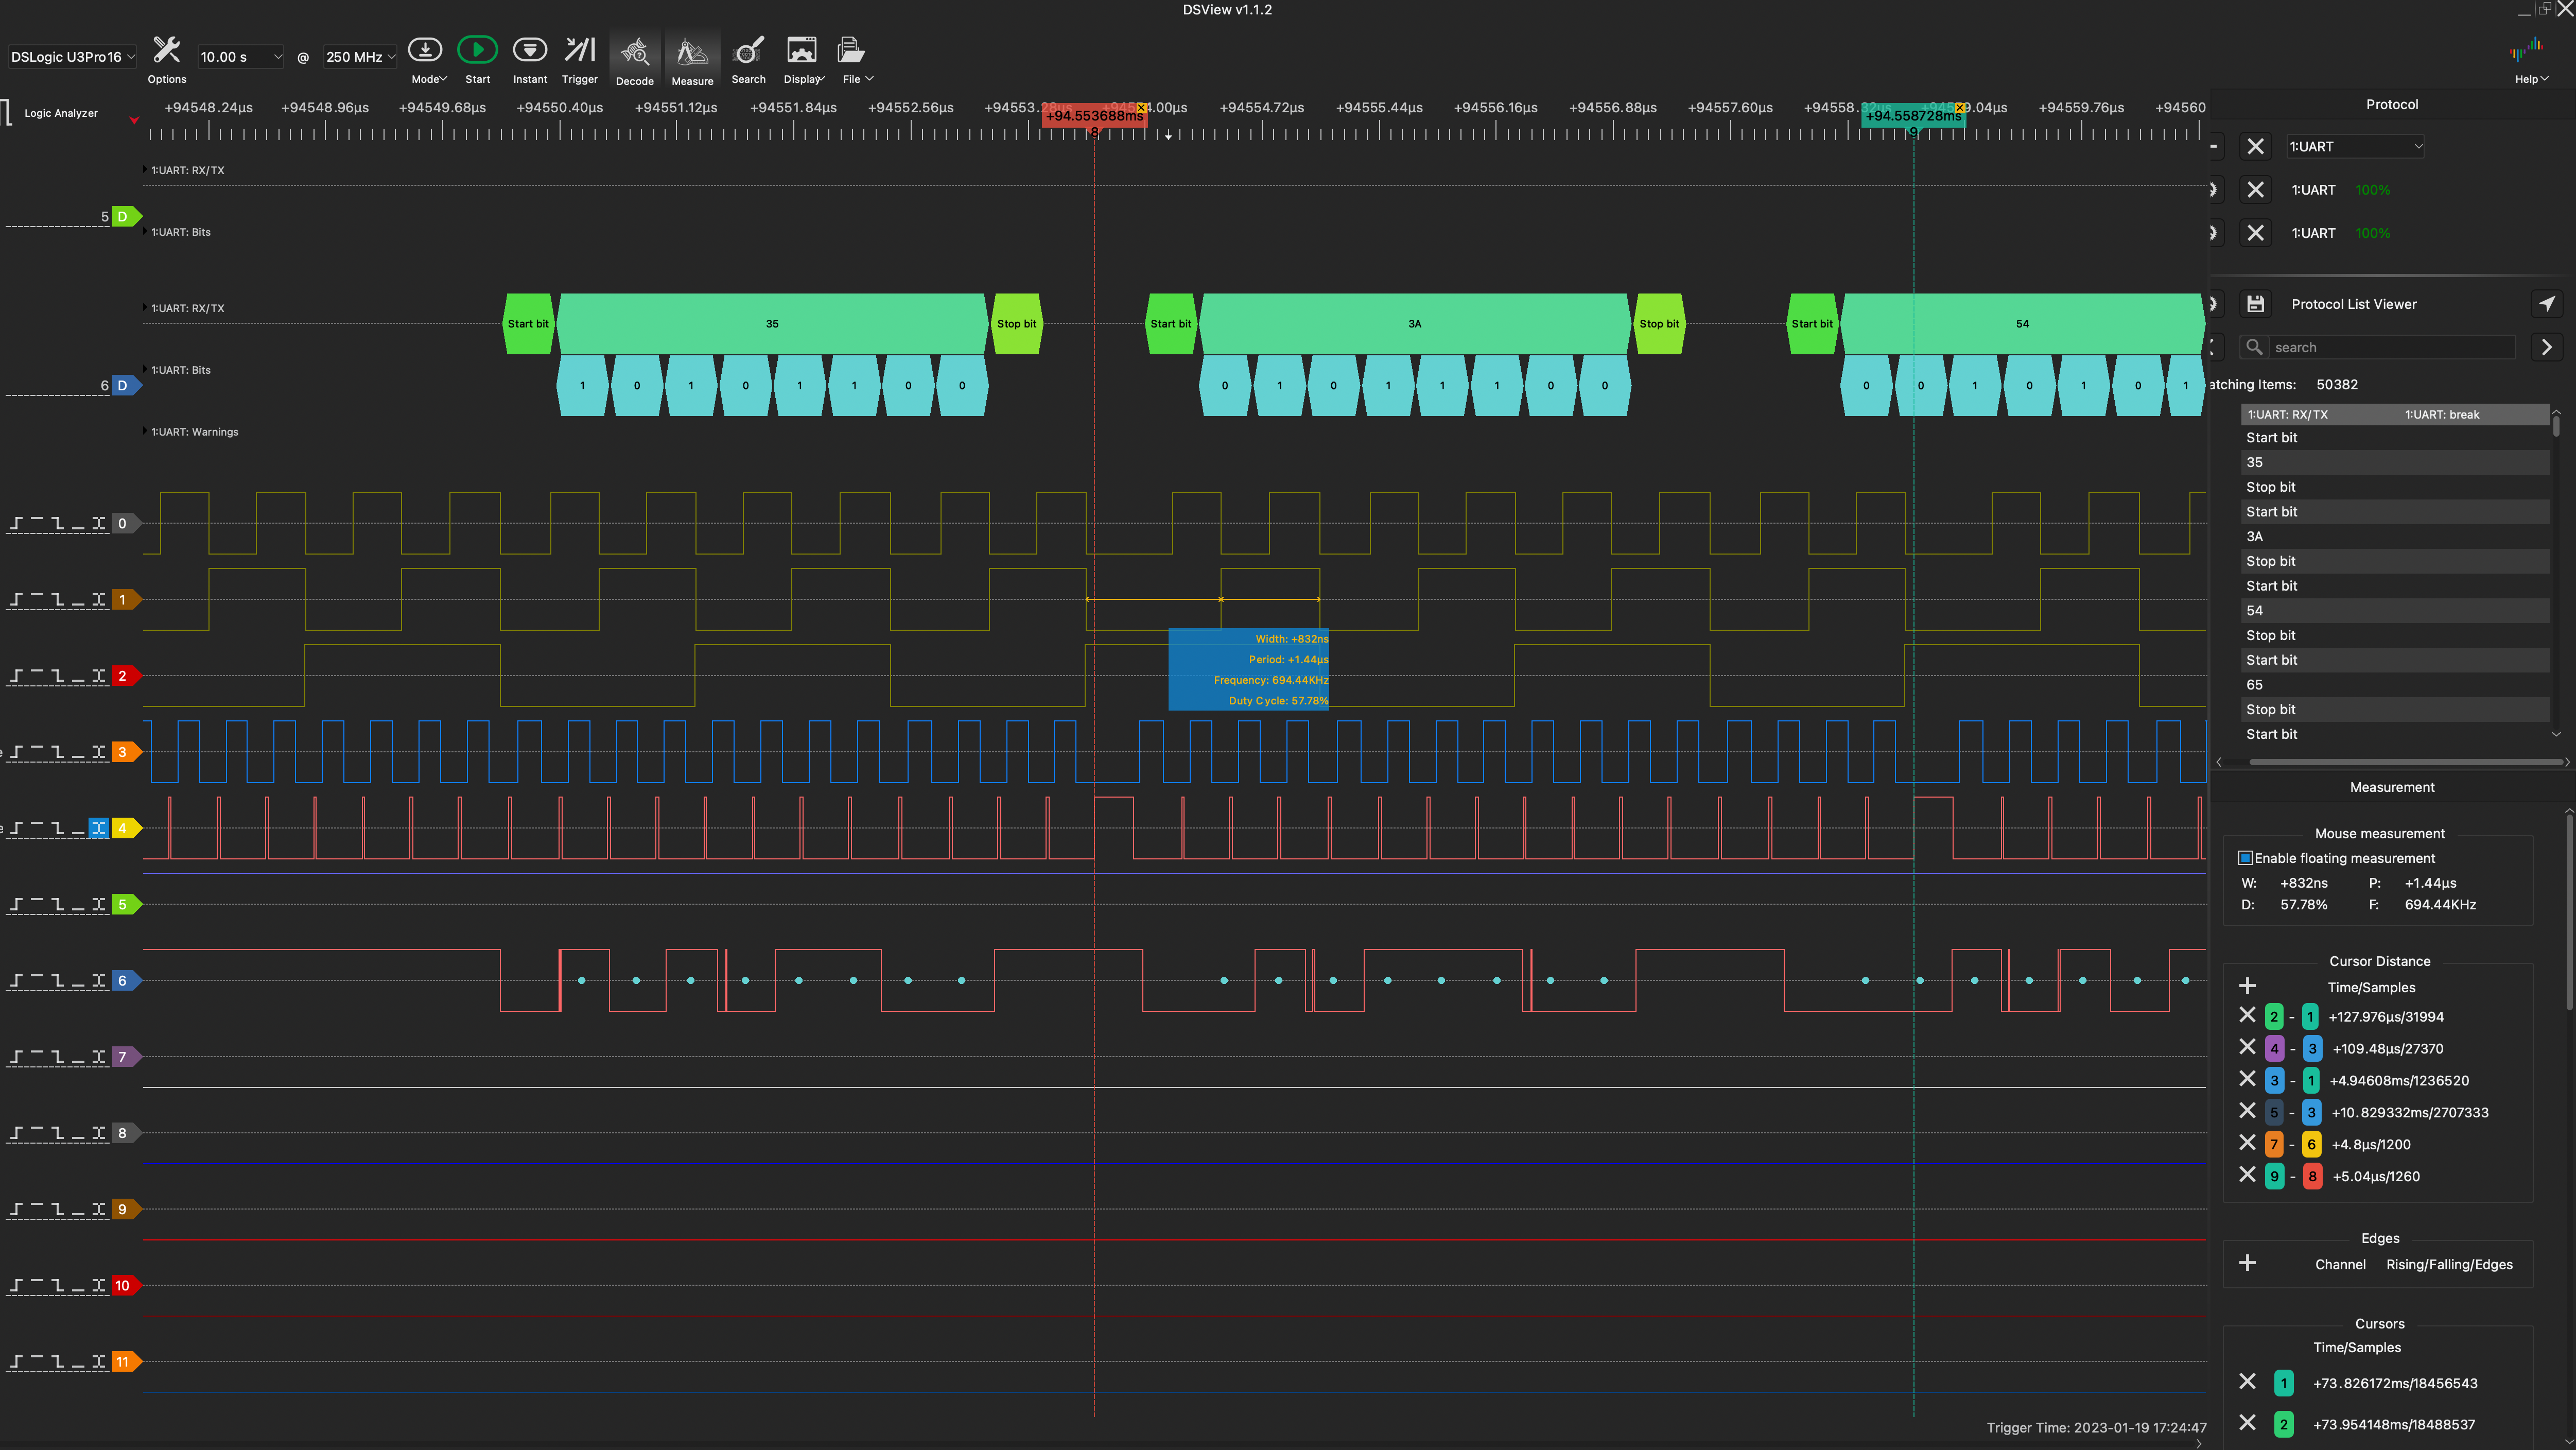 DSView v1.1.2
DSLogic U3Pro16
Options
10.00 s
@
250 MHz
Mode
Start
Instant
Trigger
Decode
Measure
Search
Display
File
Help
Logic Analyzer
+94548.24µs +94548.96µs +94549.68µs +94550.40µs +94551.12µs +94551.84µs +94552.56µs +94554.72µs +94555.44µs +94556.16µs +94556.88µs +94557.60µs +94559.76µs +94560
+94.553688ms
8
+94.558728ms
9
1:UART: RX/TX
5 D
1:UART: Bits
1:UART: RX/TX
Start bit 35 Stop bit Start bit 3A Stop bit Start bit 54
6 D
1:UART: Bits
1 0 1 0 1 1 0 0 0 1 0 1 1 1 0 0 0 0 1 0 1 0 1
1:UART: Warnings
0
1
Width: +832ns
Period: +1.44µs
Frequency: 694.44KHz
Duty Cycle: 57.78%
2
3
4
5
6
7
8
9
10
11
Trigger Time: 2023-01-19 17:24:47
Protocol
1:UART
1:UART 100%
1:UART 100%
Protocol List Viewer
search
atching Items: 50382
1:UART: RX/TX 1:UART: break
Start bit
35
Stop bit
Start bit
3A
Stop bit
Start bit
54
Stop bit
Start bit
65
Stop bit
Start bit
Measurement
Mouse measurement
Enable floating measurement
W: +832ns P: +1.44µs
D: 57.78% F: 694.44KHz
Cursor Distance
Time/Samples
2 - 1 +127.976µs/31994
4 - 3 +109.48µs/27370
3 - 1 +4.94608ms/1236520
5 - 3 +10.829332ms/2707333
7 - 6 +4.8µs/1200
9 - 8 +5.04µs/1260
Edges
Channel Rising/Falling/Edges
Cursors
Time/Samples
1 +73.826172ms/18456543
2 +73.954148ms/18488537